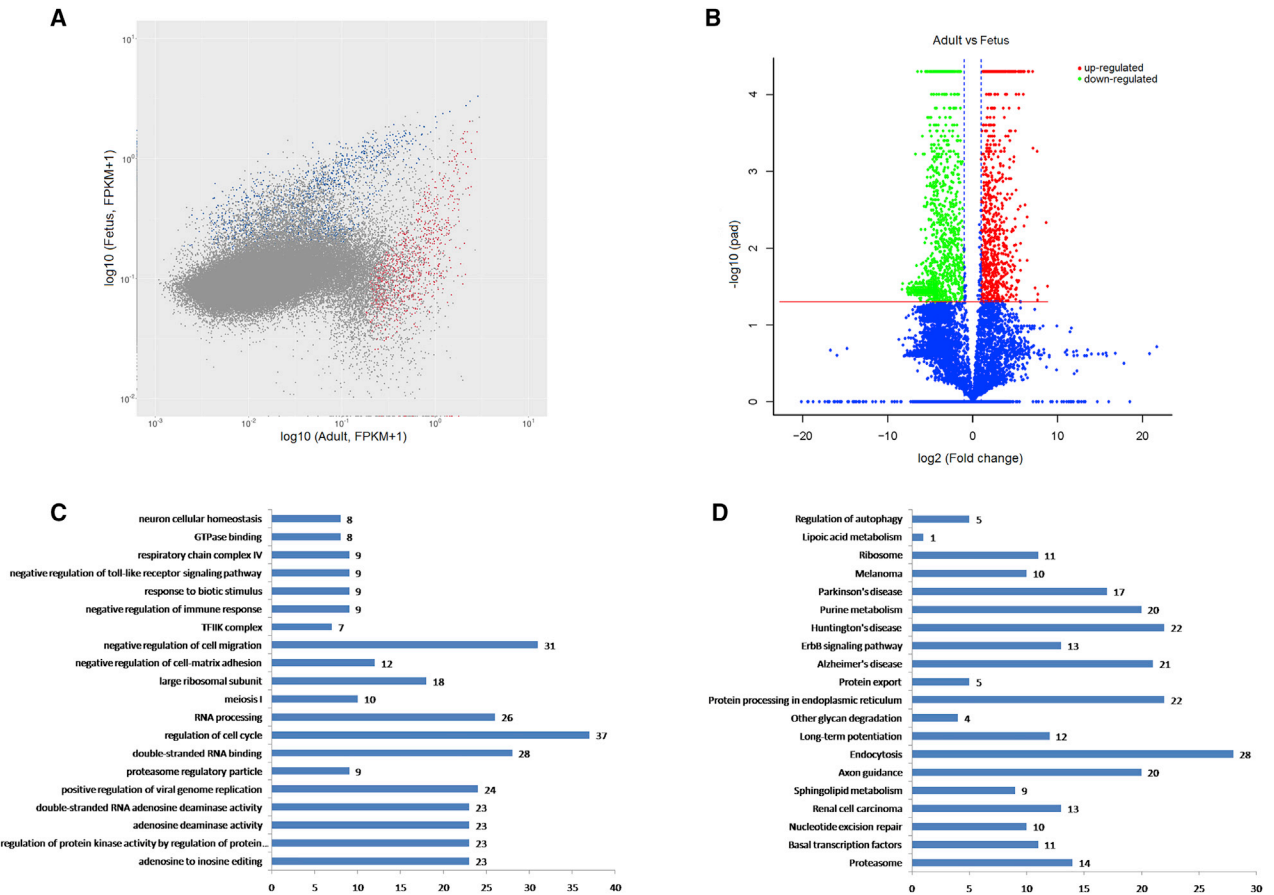 A
10¹
10⁰
10⁻¹
10⁻²
log10 (Fetus, FPKM+1)
10⁻³
10⁻²
10⁻¹
10⁰
10¹
log10 (Adult, FPKM+1)
B
Adult vs Fetus
up-regulated
down-regulated
4
3
2
1
0
-log10 (pad)
−20
−10
0
10
20
log2 (Fold change)
C
neuron cellular homeostasis 8
GTPase binding 8
respiratory chain complex IV 9
negative regulation of toll-like receptor signaling pathway 9
response to biotic stimulus 9
negative regulation of immune response 9
TFIIK complex 7
negative regulation of cell migration 31
negative regulation of cell-matrix adhesion 12
large ribosomal subunit 18
meiosis I 10
RNA processing 26
regulation of cell cycle 37
double-stranded RNA binding 28
proteasome regulatory particle 9
positive regulation of viral genome replication 24
double-stranded RNA adenosine deaminase activity 23
adenosine deaminase activity 23
regulation of protein kinase activity by regulation of protein... 23
adenosine to inosine editing 23
0 5 10 15 20 25 30 35 40
D
Regulation of autophagy 5
Lipoic acid metabolism 1
Ribosome 11
Melanoma 10
Parkinson's disease 17
Purine metabolism 20
Huntington's disease 22
ErbB signaling pathway 13
Alzheimer's disease 21
Protein export 5
Protein processing in endoplasmic reticulum 22
Other glycan degradation 4
Long-term potentiation 12
Endocytosis 28
Axon guidance 20
Sphingolipid metabolism 9
Renal cell carcinoma 13
Nucleotide excision repair 10
Basal transcription factors 11
Proteasome 14
0 5 10 15 20 25 30